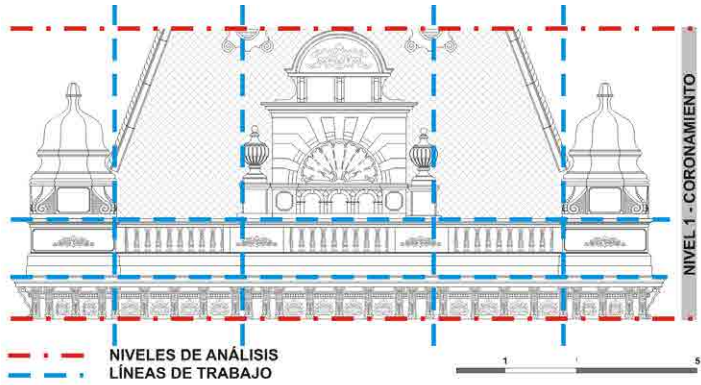 NIVEL 1 - CORONAMIENTO
NIVELES DE ANÁLISIS
LÍNEAS DE TRABAJO
1 5